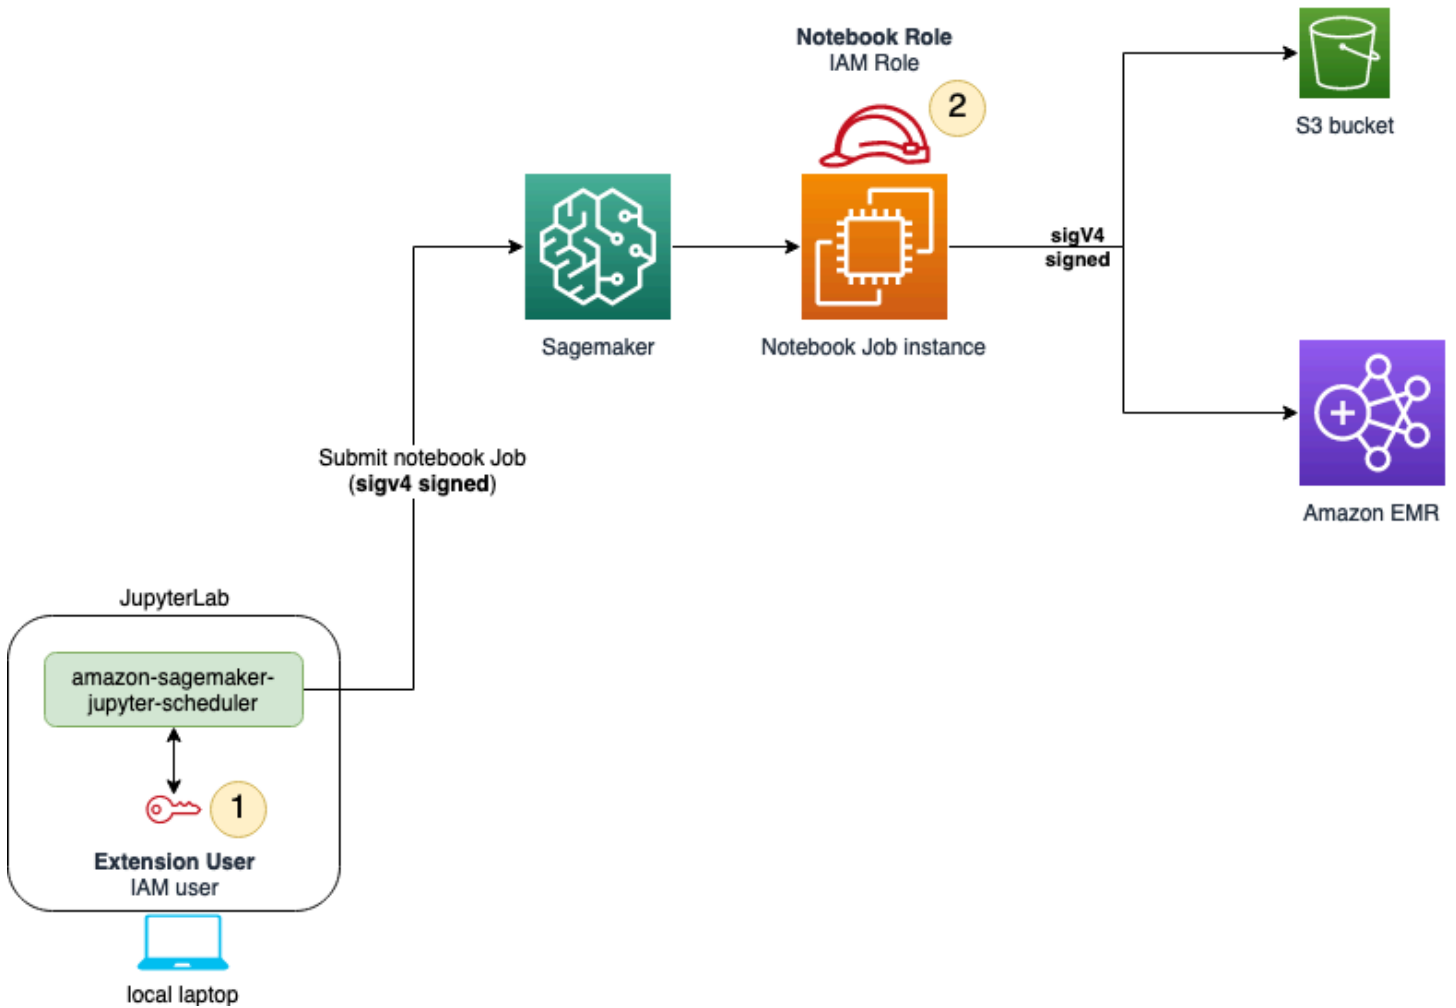 Notebook Role
IAM Role
2
S3 bucket
sigV4
signed
Sagemaker
Notebook Job instance
Submit notebook Job
(sigv4 signed)
Amazon EMR
JupyterLab
amazon-sagemaker-
jupyter-scheduler
1
Extension User
IAM user
local laptop